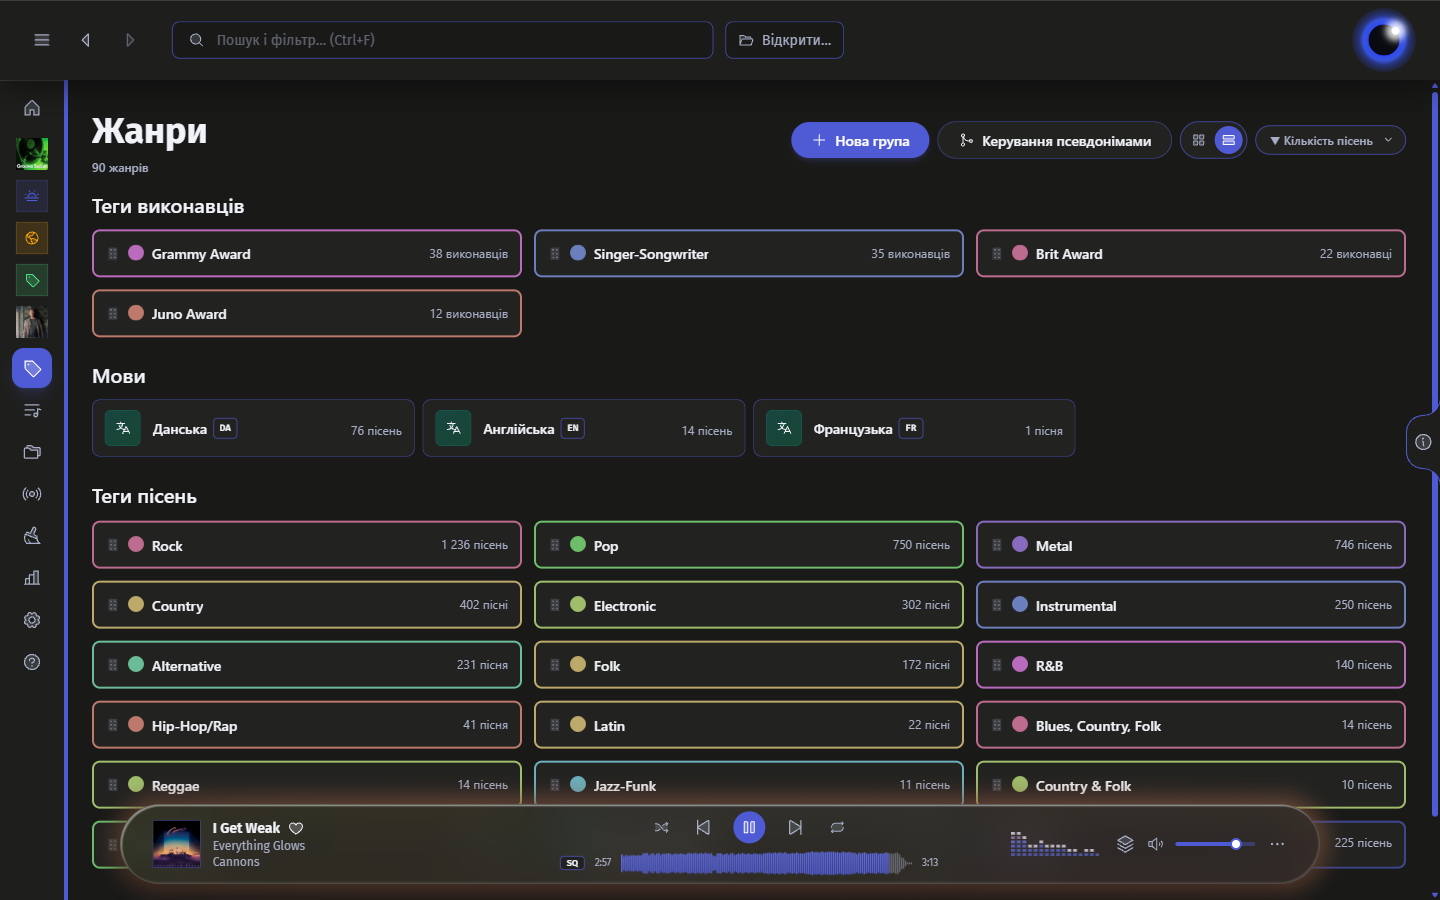 Пошук і фільтр... (Ctrl+F)
Відкрити...
Жанри
90 жанрів
Нова група
Керування псевдонімами
▼ Кількість пісень
Теги виконавців
Grammy Award
38 виконавців
Singer-Songwriter
35 виконавців
Brit Award
22 виконавці
Juno Award
12 виконавців
Мови
Данська DA
76 пісень
Англійська EN
14 пісень
Французька FR
1 пісня
Теги пісень
Rock
1 236 пісень
Pop
750 пісень
Metal
746 пісень
Country
402 пісні
Electronic
302 пісні
Instrumental
250 пісень
Alternative
231 пісня
Folk
172 пісні
R&B
140 пісень
Hip-Hop/Rap
41 пісня
Latin
22 пісні
Blues, Country, Folk
14 пісень
Reggae
14 пісень
Jazz-Funk
11 пісень
Country & Folk
10 пісень
225 пісень
I Get Weak
Everything Glows
Cannons
SQ
2:57
3:13